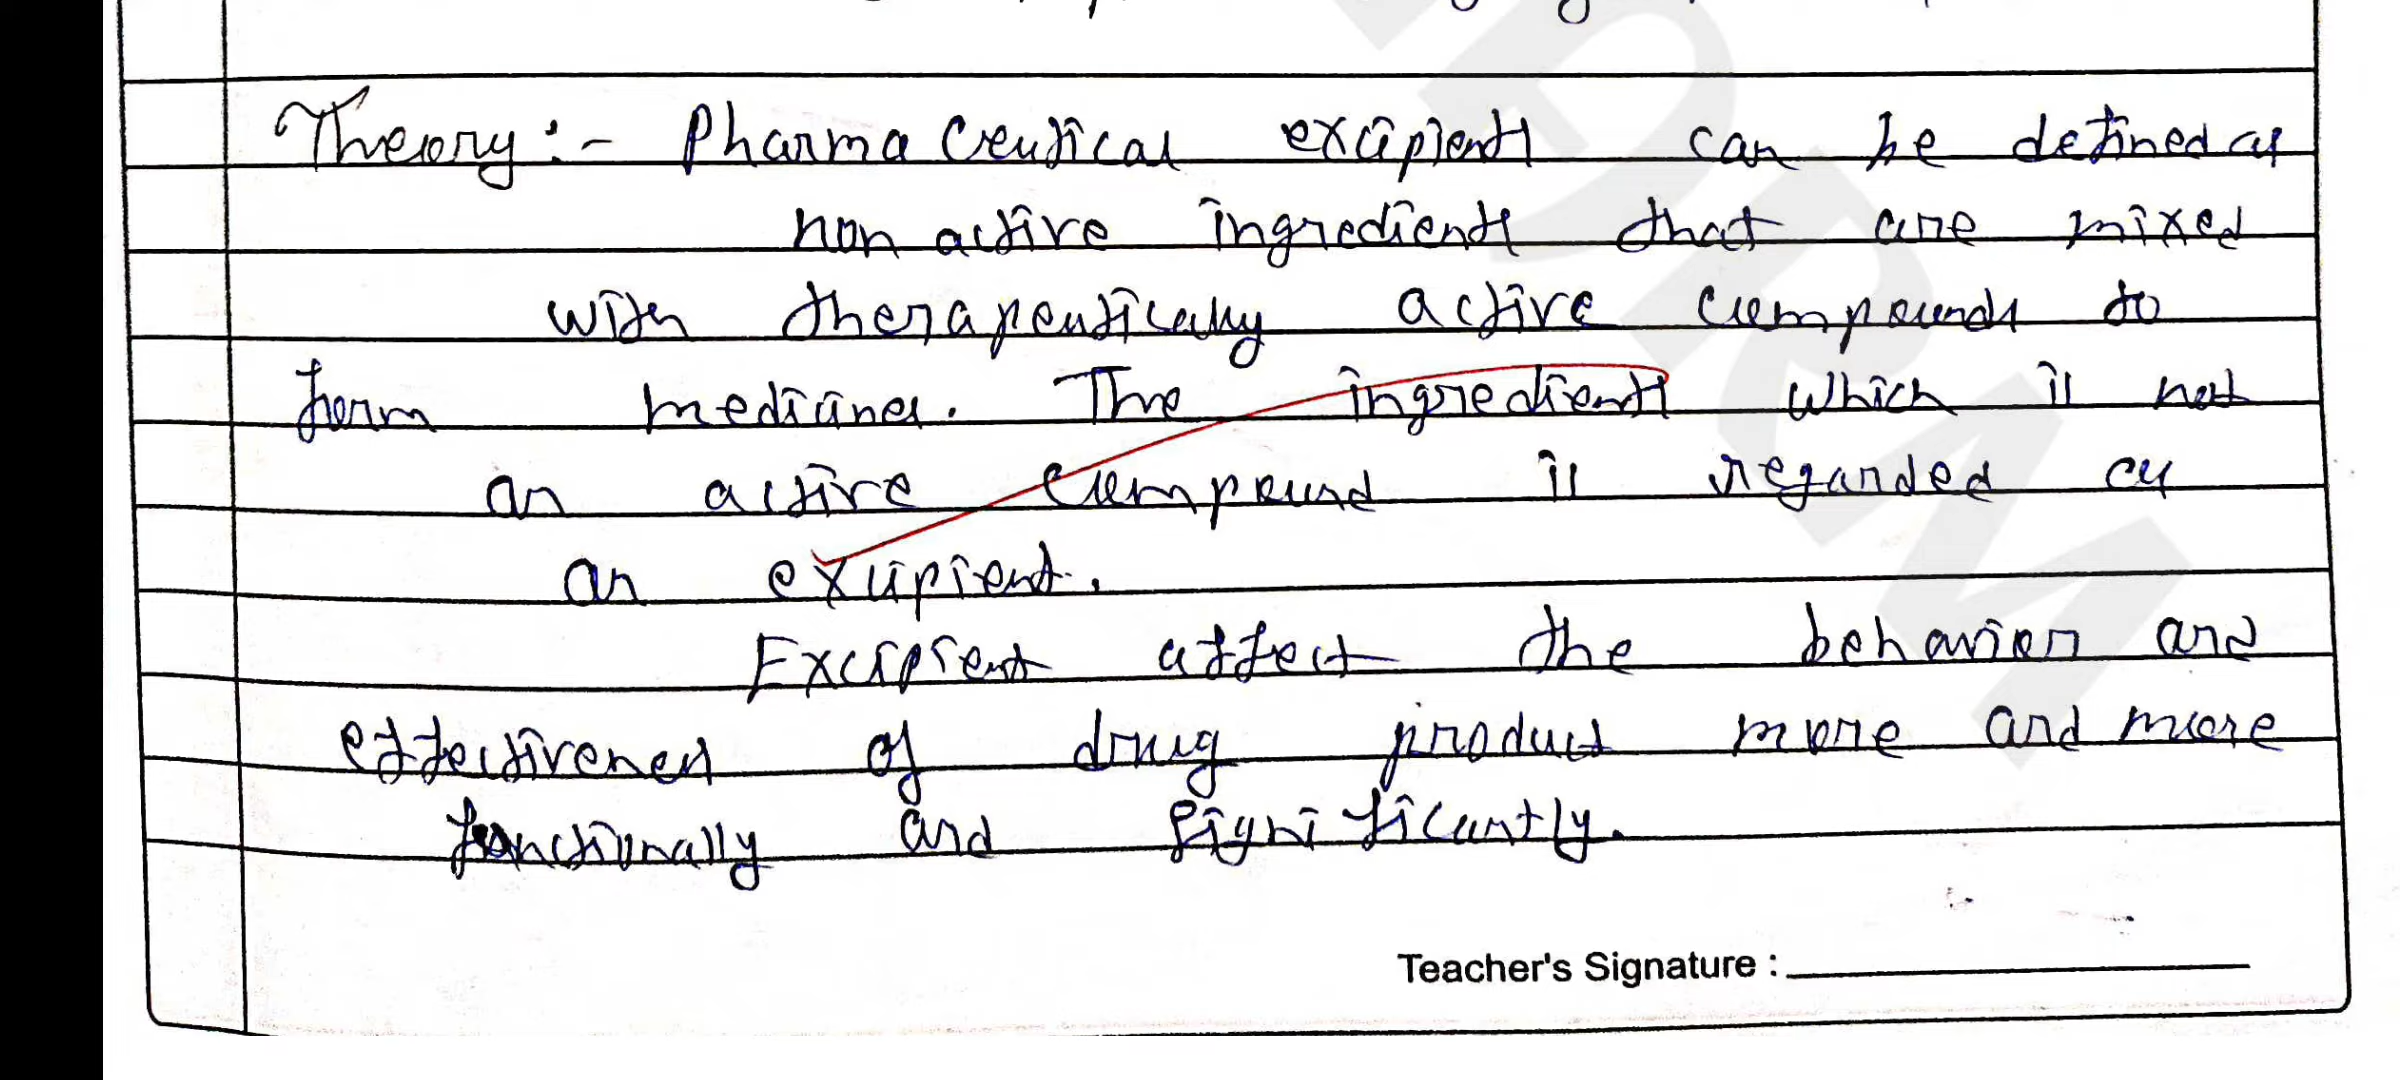 Theory:- Pharmaceutical excipients can be defined as
non active ingredients that are mixed
with therapeutically active compounds to
form medicines. The ingredients which is not
an active compound is regarded as
an excipient.
Excipient affect the behavior and
effectiveness of drug product more and more
functionally and significantly.
Teacher's Signature :